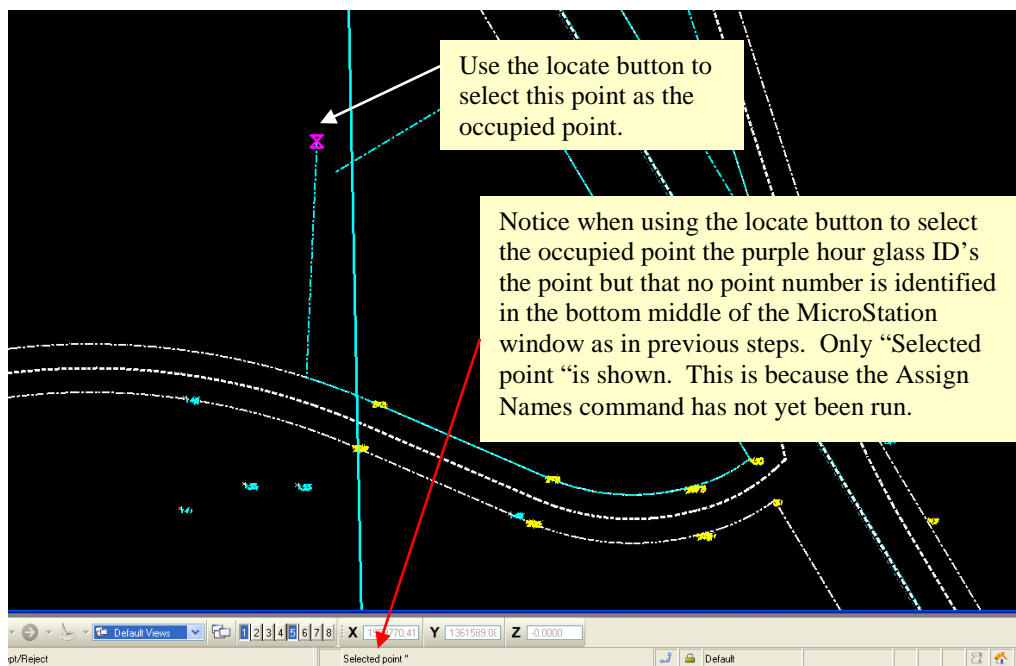 Use the locate button to
select this point as the
occupied point.
Notice when using the locate button to select
the occupied point the purple hour glass ID’s
the point but that no point number is identified
in the bottom middle of the MicroStation
window as in previous steps.  Only “Selected
point “is shown.  This is because the Assign
Names command has not yet been run.
Default Views 1 2 3 4 5 6 7 8 X 770.41 Y 1361589.08 Z -0.0000
ept/Reject Selected point " Default